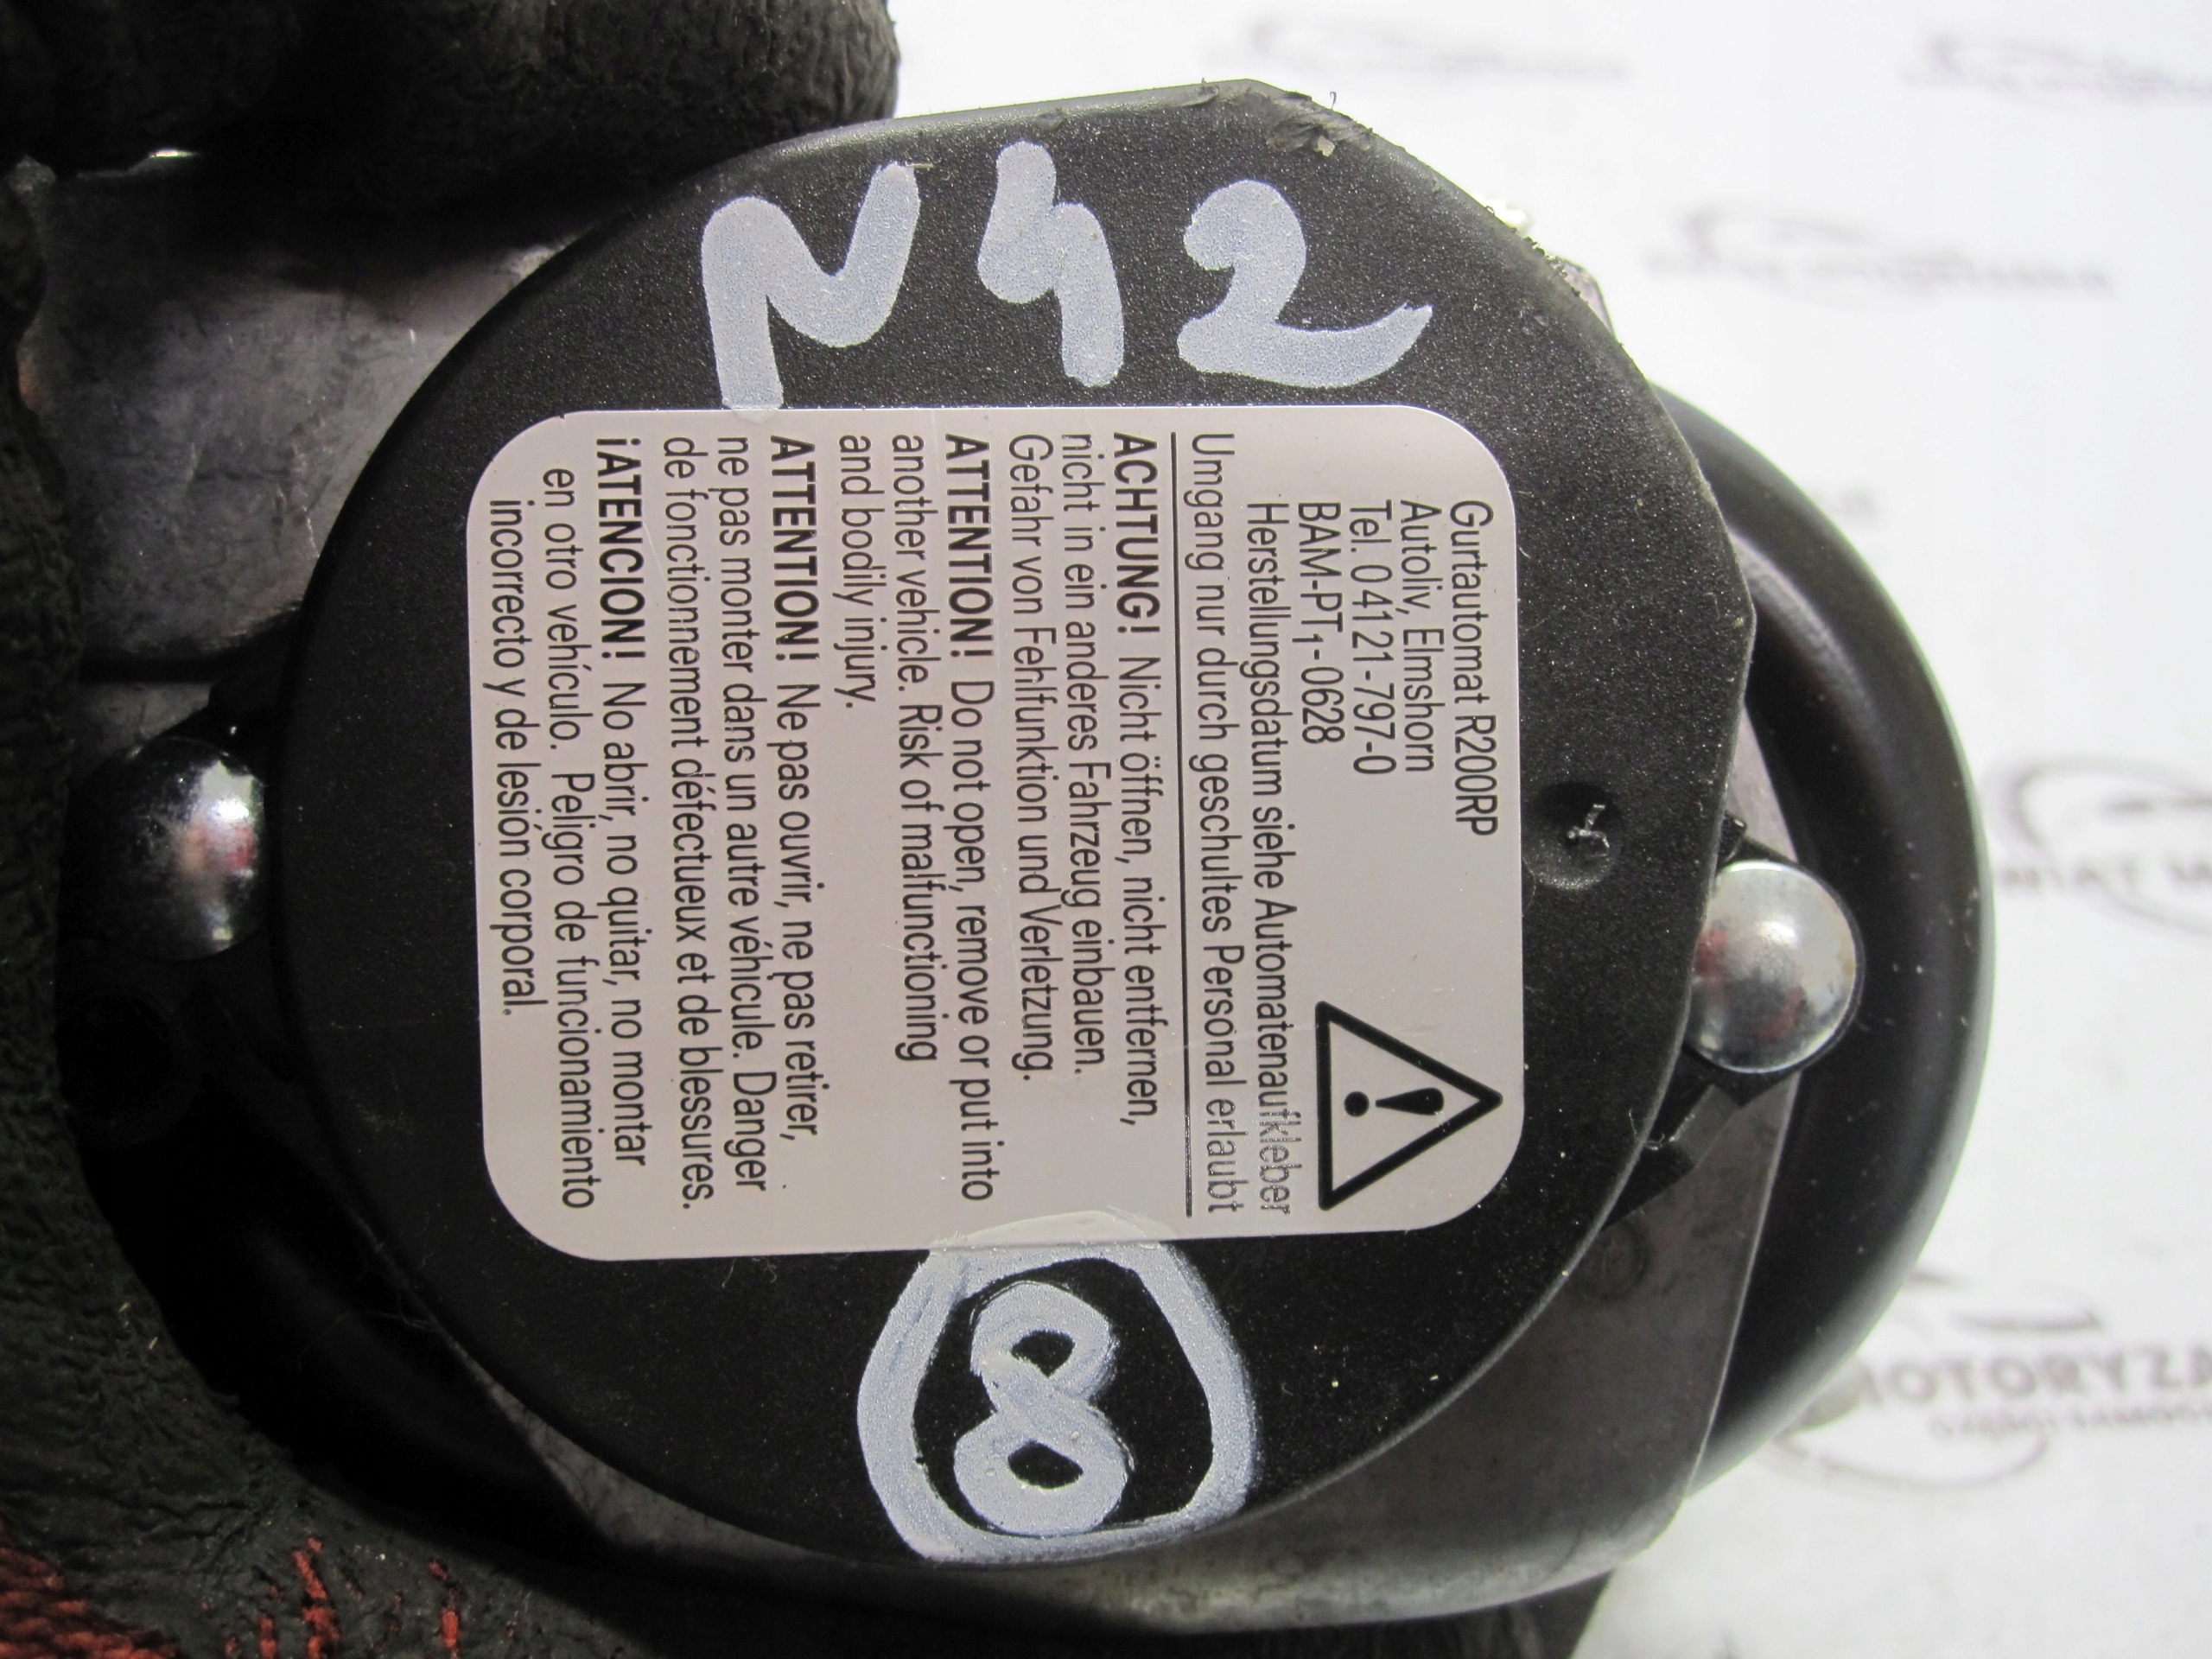 N42
Gurtautomat R200RP
Autoliv, Elmshorn
Tel. 0 41 21-797-0
BAM-PT₁-0628
Herstellungsdatum siehe Automatenaufkleber
Umgang nur durch geschultes Personal erlaubt
ACHTUNG! Nicht öffnen, nicht entfernen,
nicht in ein anderes Fahrzeug einbauen.
Gefahr von Fehlfunktion und Verletzung.
ATTENTION! Do not open, remove or put into
another vehicle. Risk of malfunctioning
and bodily injury.
ATTENTION! Ne pas ouvrir, ne pas retirer,
ne pas monter dans un autre véhicule. Danger
de fonctionnement défectueux et de blessures.
¡ATENCION! No abrir, no quitar, no montar
en otro vehículo. Peligro de funcionamiento
incorrecto y de lesión corporal.
8
MOTORYZA